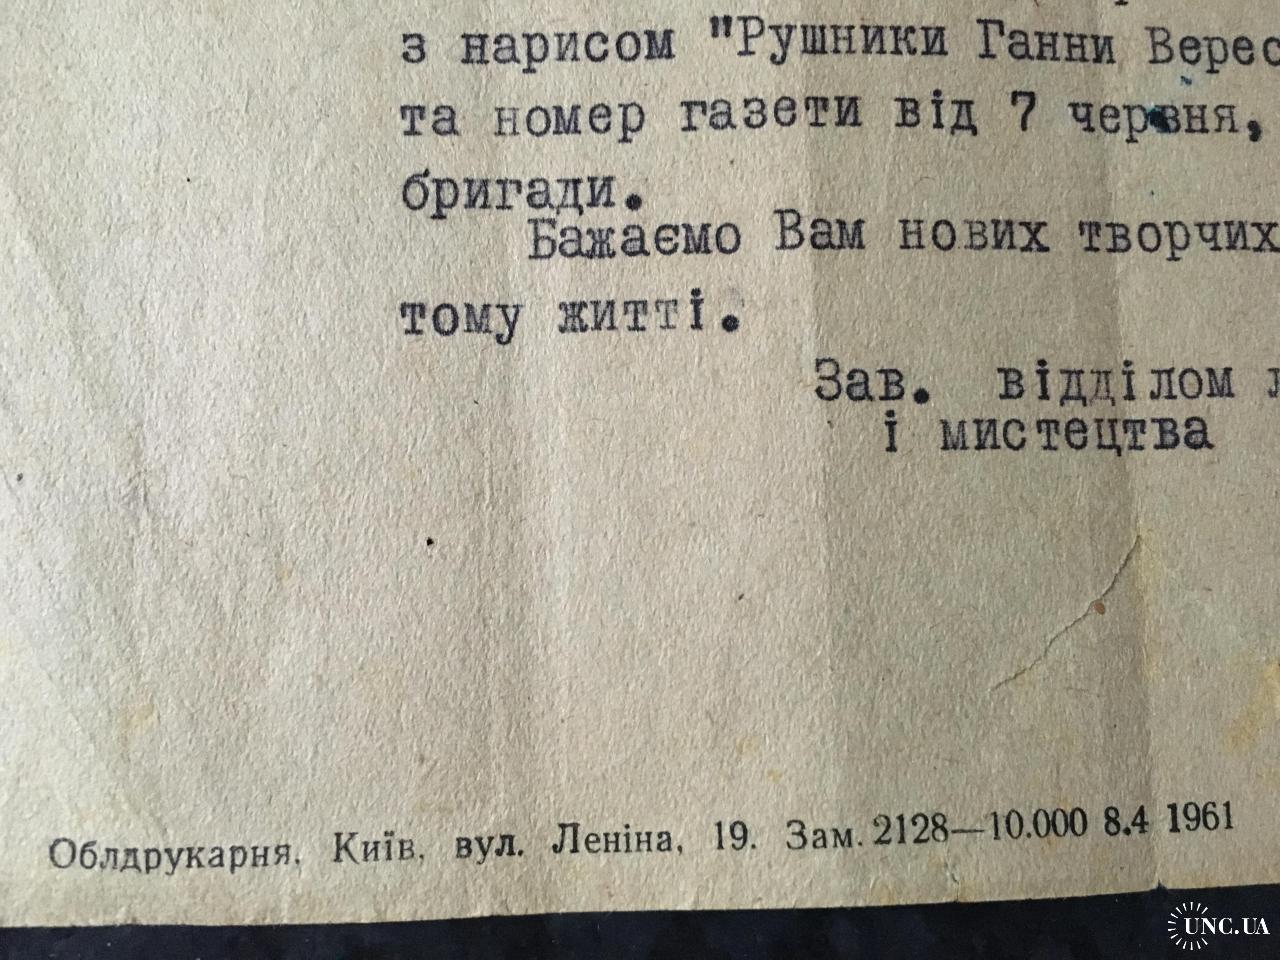 з нарисом "Рушники Ганни Верес
та номер газети від 7 червня,
бригади.
Бажаємо Вам нових творчих
тому житті.
Зав. відділом л
і мистецтва
Облдрукарня, Київ, вул. Леніна, 19. Зам. 2128—10.000 8.4 1961
UNC.UA